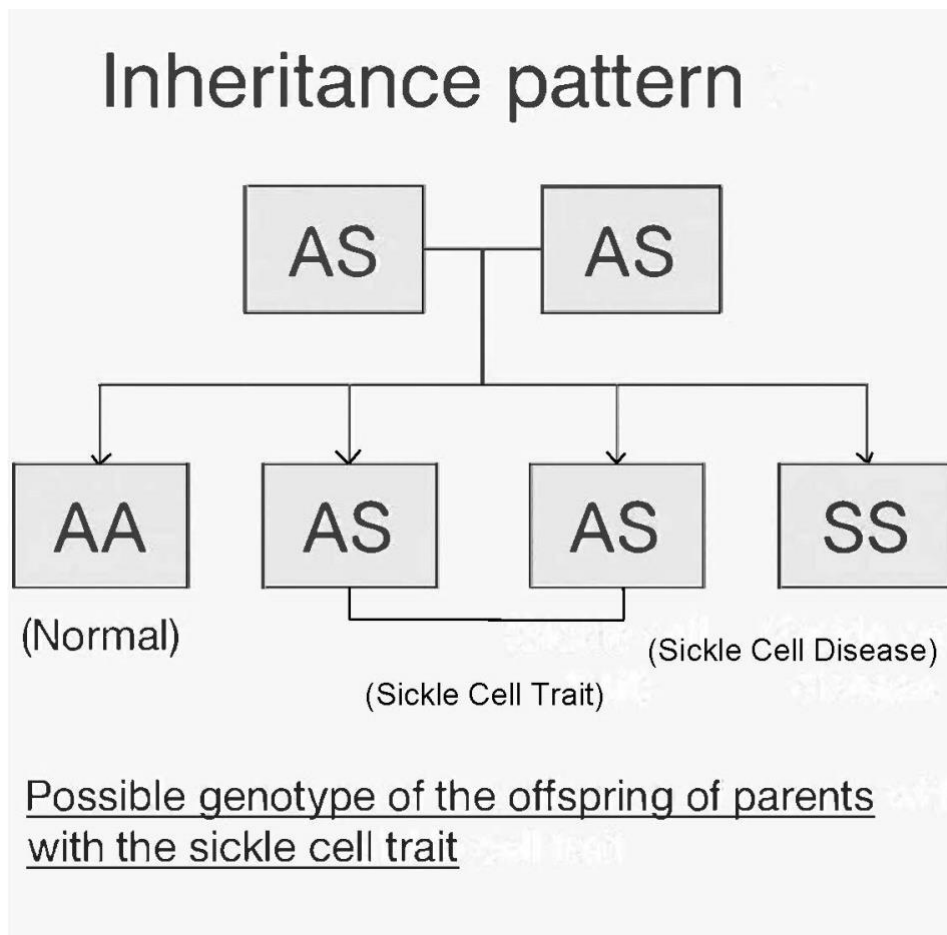 Inheritance pattern
AS AS
AA AS AS SS
(Normal)
(Sickle Cell Disease)
(Sickle Cell Trait)
Possible genotype of the offspring of parents
with the sickle cell trait